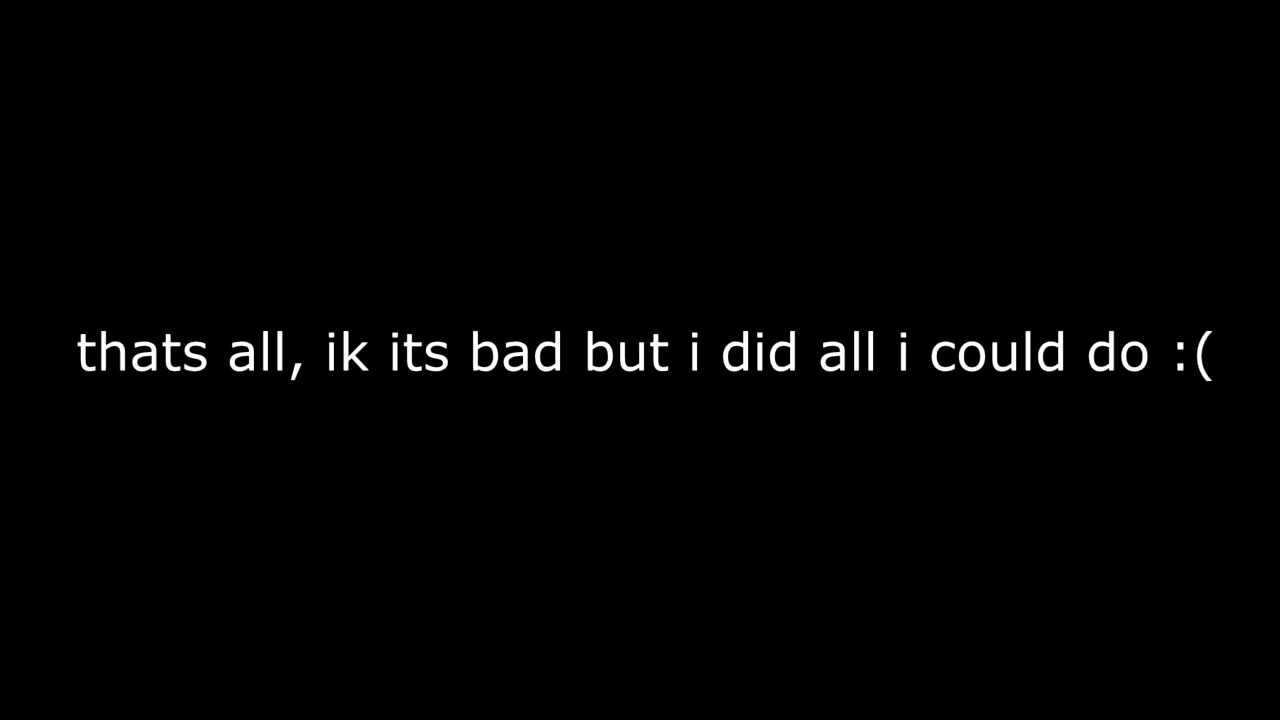 thats all, ik its bad but i did all i could do :(